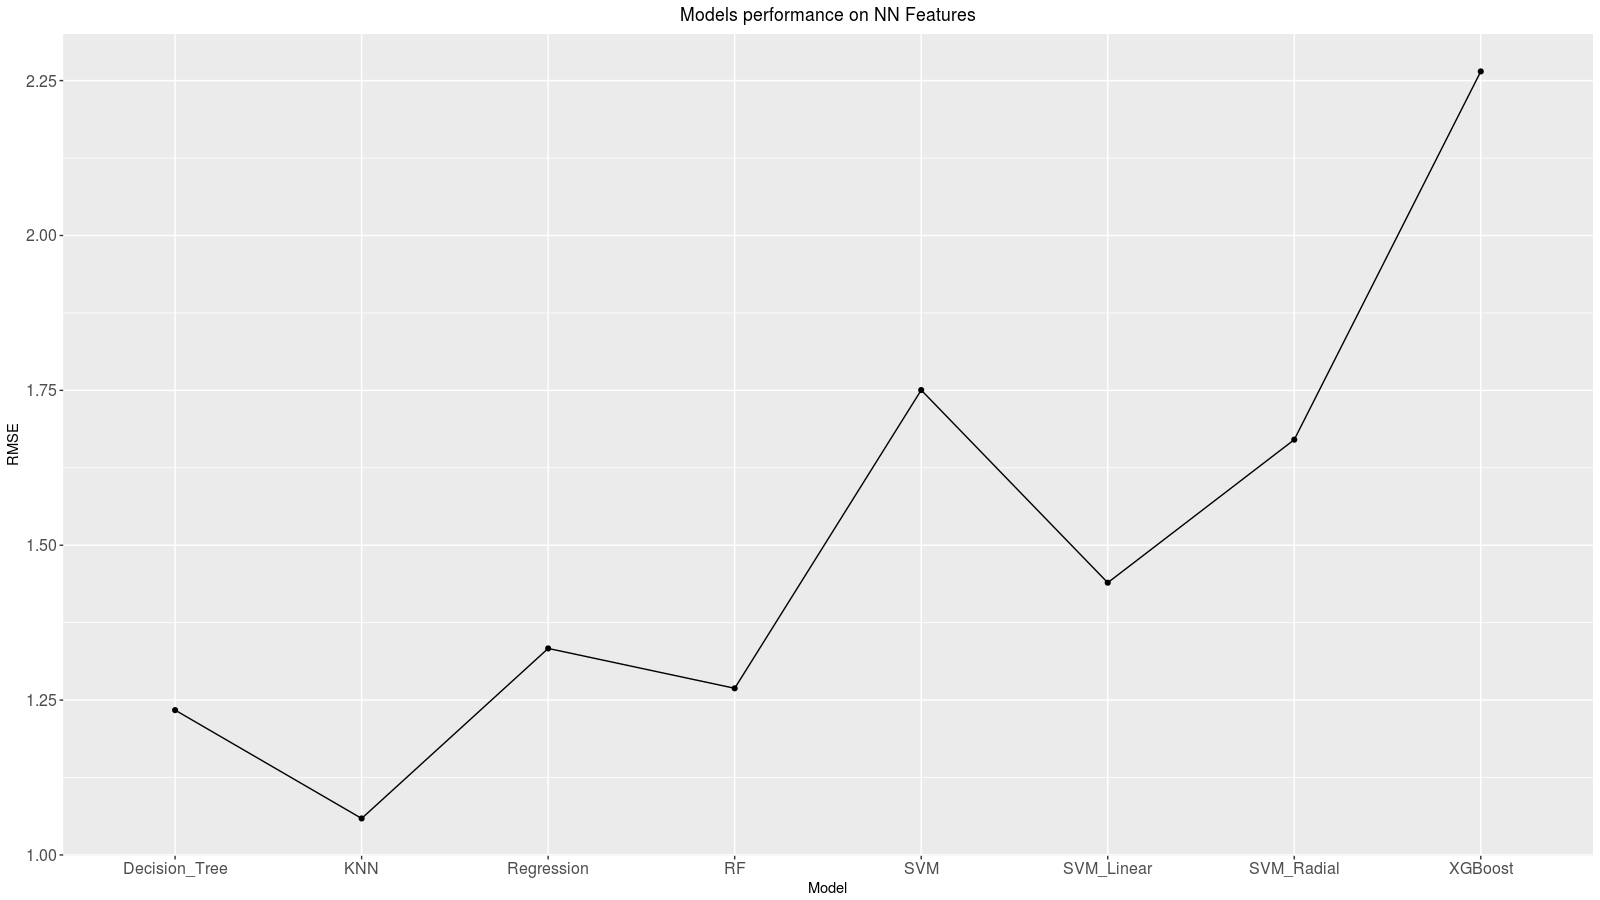 Models performance on NN Features
2.25
2.00
1.75
1.50
1.25
1.00
RMSE
Decision_Tree KNN Regression RF SVM SVM_Linear SVM_Radial XGBoost
Model